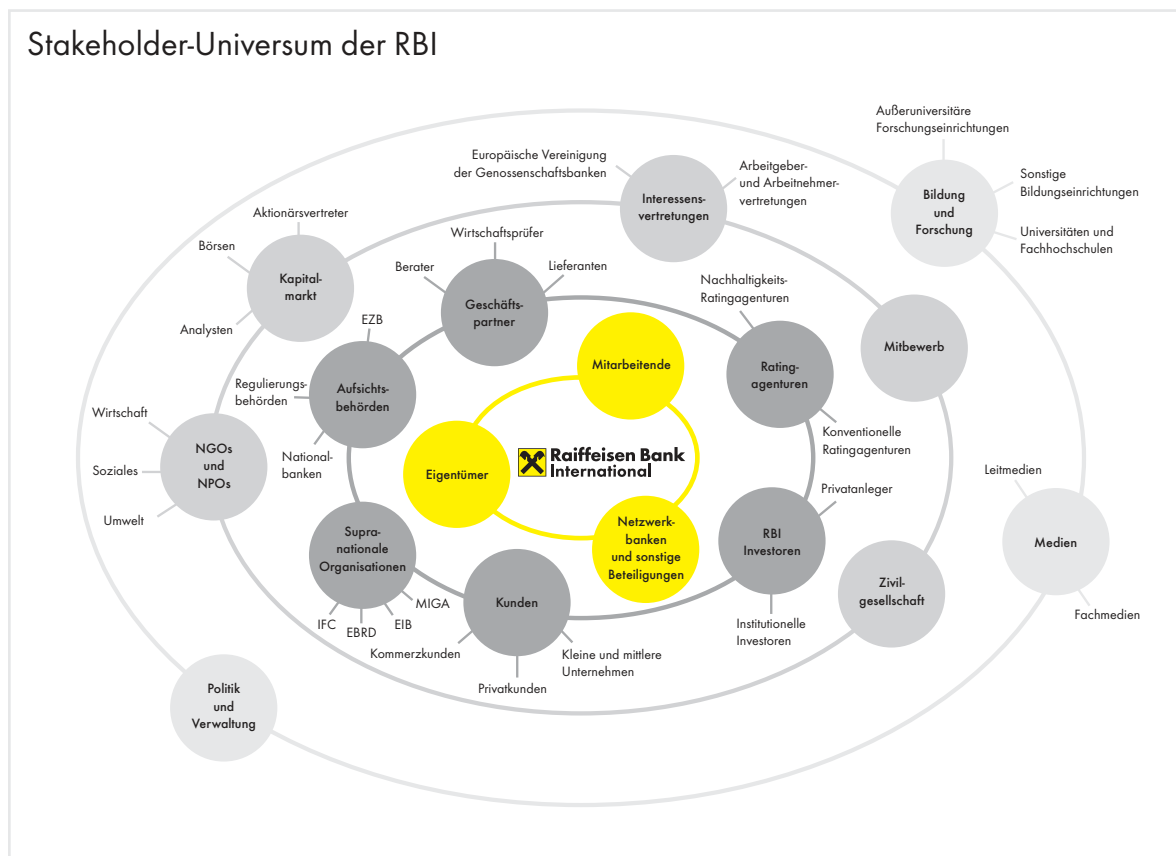 Stakeholder-Universum der RBI
Außeruniversitäre
Forschungseinrichtungen
Sonstige
Bildungseinrichtungen
Bildung
und
Forschung
Universitäten und
Fachhochschulen
Europäische Vereinigung
der Genossenschaftsbanken
Interessens-
vertretungen
Arbeitgeber-
und Arbeitnehmer-
vertretungen
Aktionärsvertreter
Börsen
Kapital-
markt
Analysten
Wirtschaftsprüfer
Berater
Lieferanten
Geschäfts-
partner
Nachhaltigkeits-
Ratingagenturen
Rating-
agenturen
Konventionelle
Ratingagenturen
Mitbewerb
EZB
Regulierungs-
behörden
Aufsichts-
behörden
National-
banken
Mitarbeitende
Eigentümer
Raiffeisen Bank
International
Netzwerk-
banken
und sonstige
Beteiligungen
Wirtschaft
Soziales
Umwelt
NGOs
und
NPOs
Supra-
nationale
Organisationen
IFC
EBRD
EIB
MIGA
Kunden
Kommerzkunden
Privatkunden
Kleine und mittlere
Unternehmen
Privatanleger
RBI
Investoren
Institutionelle
Investoren
Zivil-
gesellschaft
Leitmedien
Medien
Fachmedien
Politik
und
Verwaltung